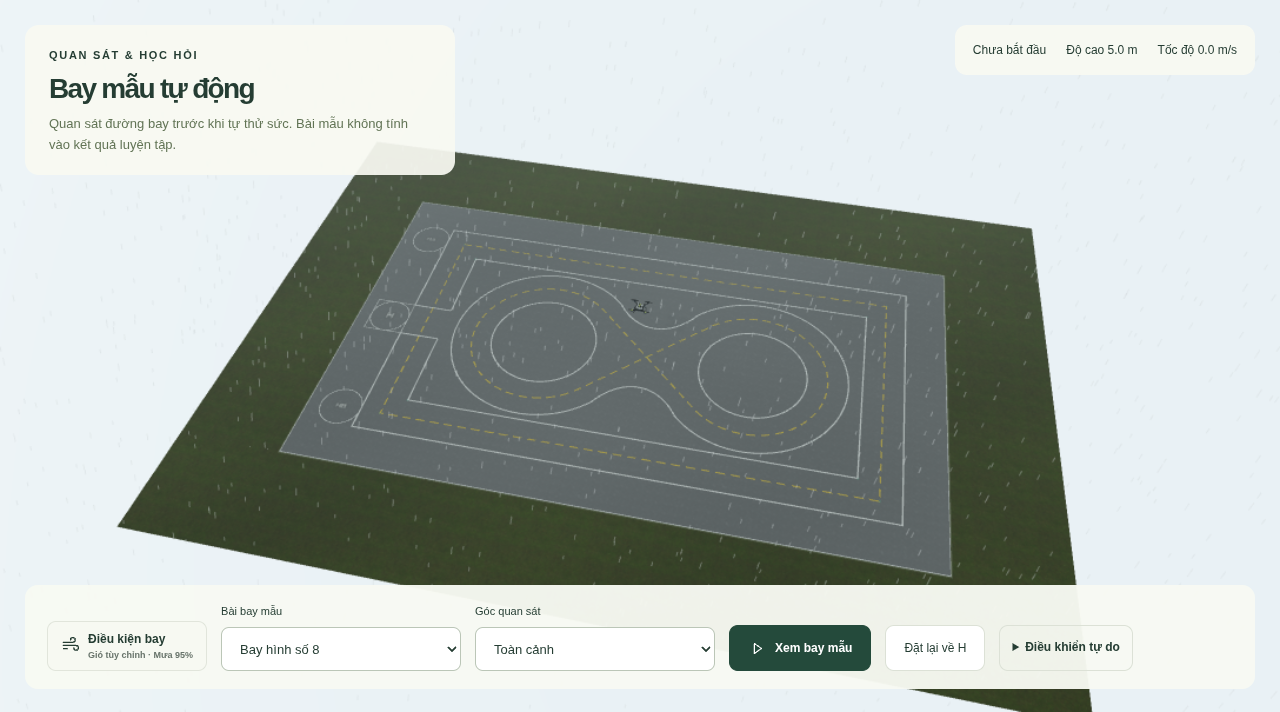 QUAN SÁT & HỌC HỎI
Bay mẫu tự động
Quan sát đường bay trước khi tự thử sức. Bài mẫu không tính
vào kết quả luyện tập.
Chưa bắt đầu Độ cao 5.0 m Tốc độ 0.0 m/s
Điều kiện bay
Gió tùy chỉnh · Mưa 95%
Bài bay mẫu
Bay hình số 8
Góc quan sát
Toàn cảnh
Xem bay mẫu
Đặt lại về H
Điều khiển tự do